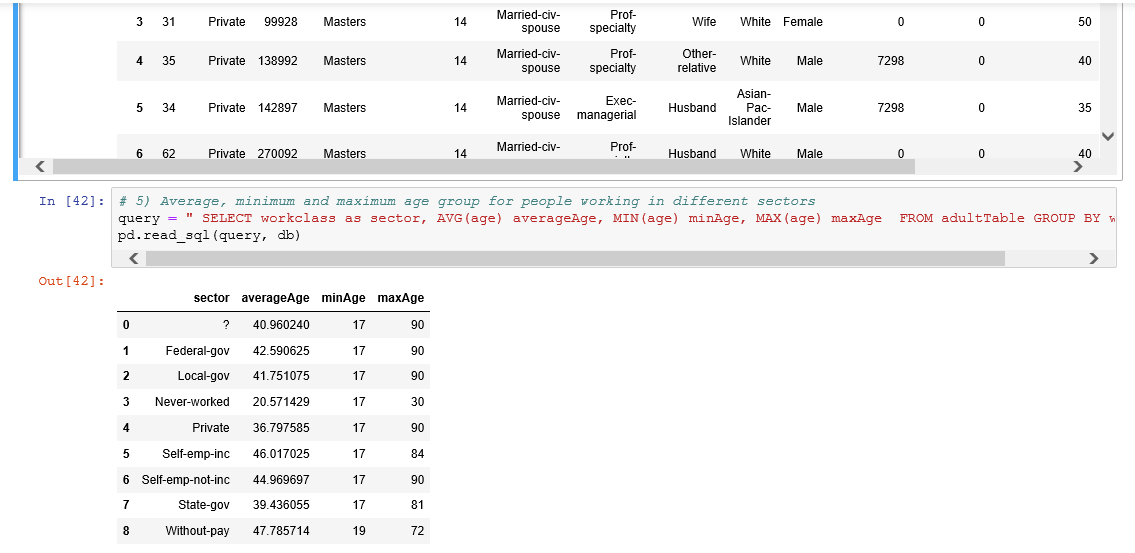 3 31 Private 99928 Masters 14 Married-civ-spouse Prof-specialty Wife White Female 0 0 50
4 35 Private 138992 Masters 14 Married-civ-spouse Prof-specialty Other-relative White Male 7298 0 40
5 34 Private 142897 Masters 14 Married-civ-spouse Exec-managerial Husband Asian-Pac-Islander Male 7298 0 35
6 62 Private 270092 Masters 14 Married-civ- Prof- Husband White Male 0 0 40
In [42]: # 5) Average, minimum and maximum age group for people working in different sectors
query = " SELECT workclass as sector, AVG(age) averageAge, MIN(age) minAge, MAX(age) maxAge  FROM adultTable GROUP BY
pd.read_sql(query, db)
Out[42]:
sector averageAge minAge maxAge
0 ? 40.960240 17 90
1 Federal-gov 42.590625 17 90
2 Local-gov 41.751075 17 90
3 Never-worked 20.571429 17 30
4 Private 36.797585 17 90
5 Self-emp-inc 46.017025 17 84
6 Self-emp-not-inc 44.969697 17 90
7 State-gov 39.436055 17 81
8 Without-pay 47.785714 19 72